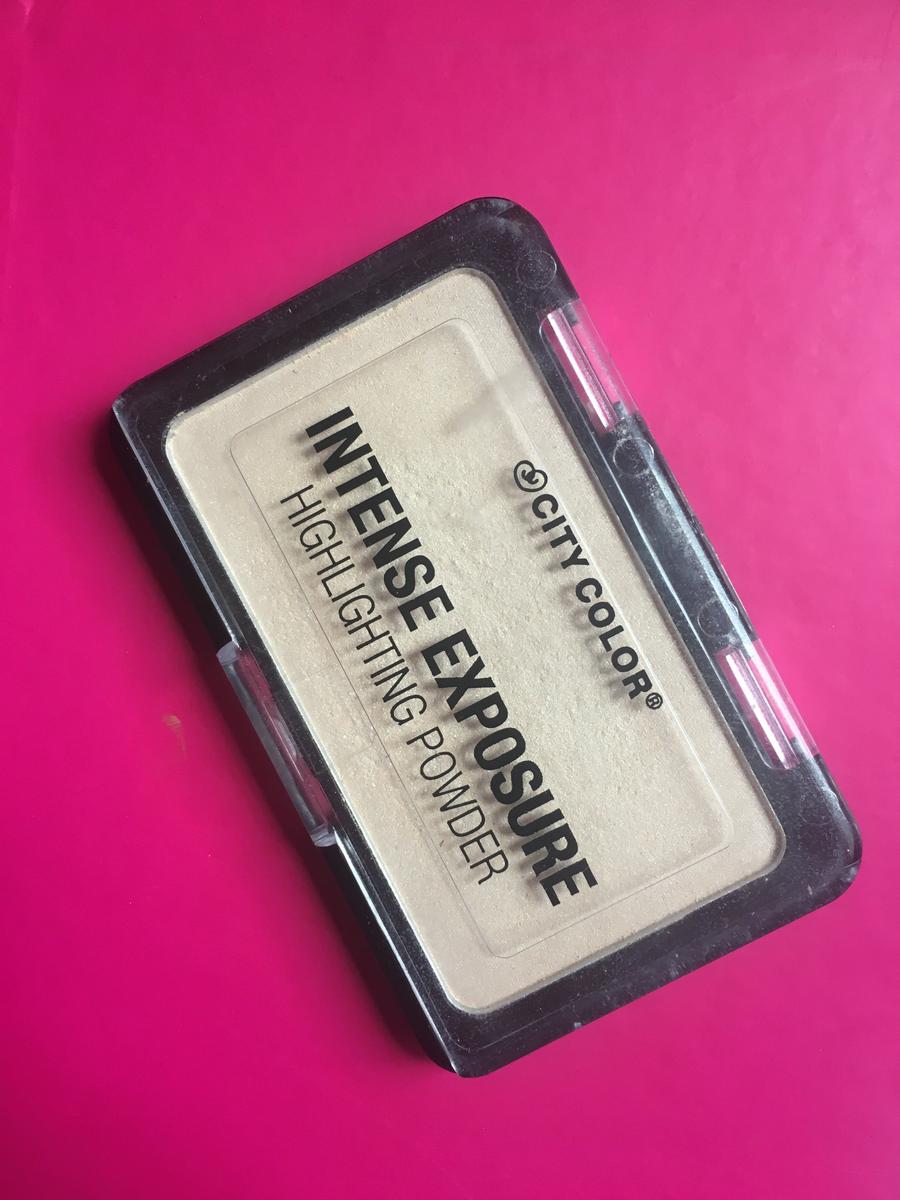 CITY COLOR®
INTENSE EXPOSURE
HIGHLIGHTING POWDER